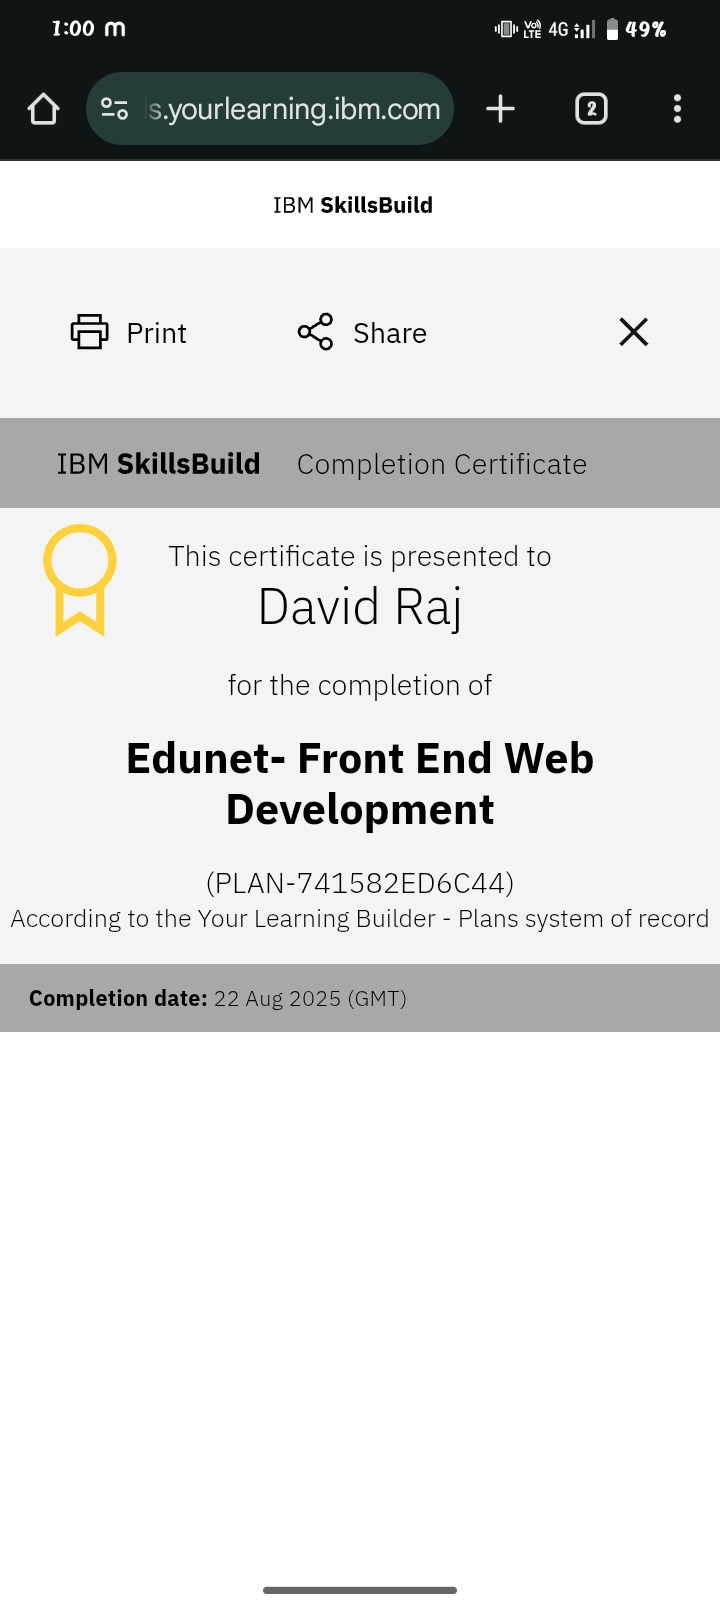 1:00 m
Vo) LTE 4G 49%
s.yourlearning.ibm.com
2
IBM SkillsBuild
Print Share
IBM SkillsBuild Completion Certificate
This certificate is presented to
David Raj
for the completion of
Edunet- Front End Web
Development
(PLAN-741582ED6C44)
According to the Your Learning Builder - Plans system of record
Completion date: 22 Aug 2025 (GMT)